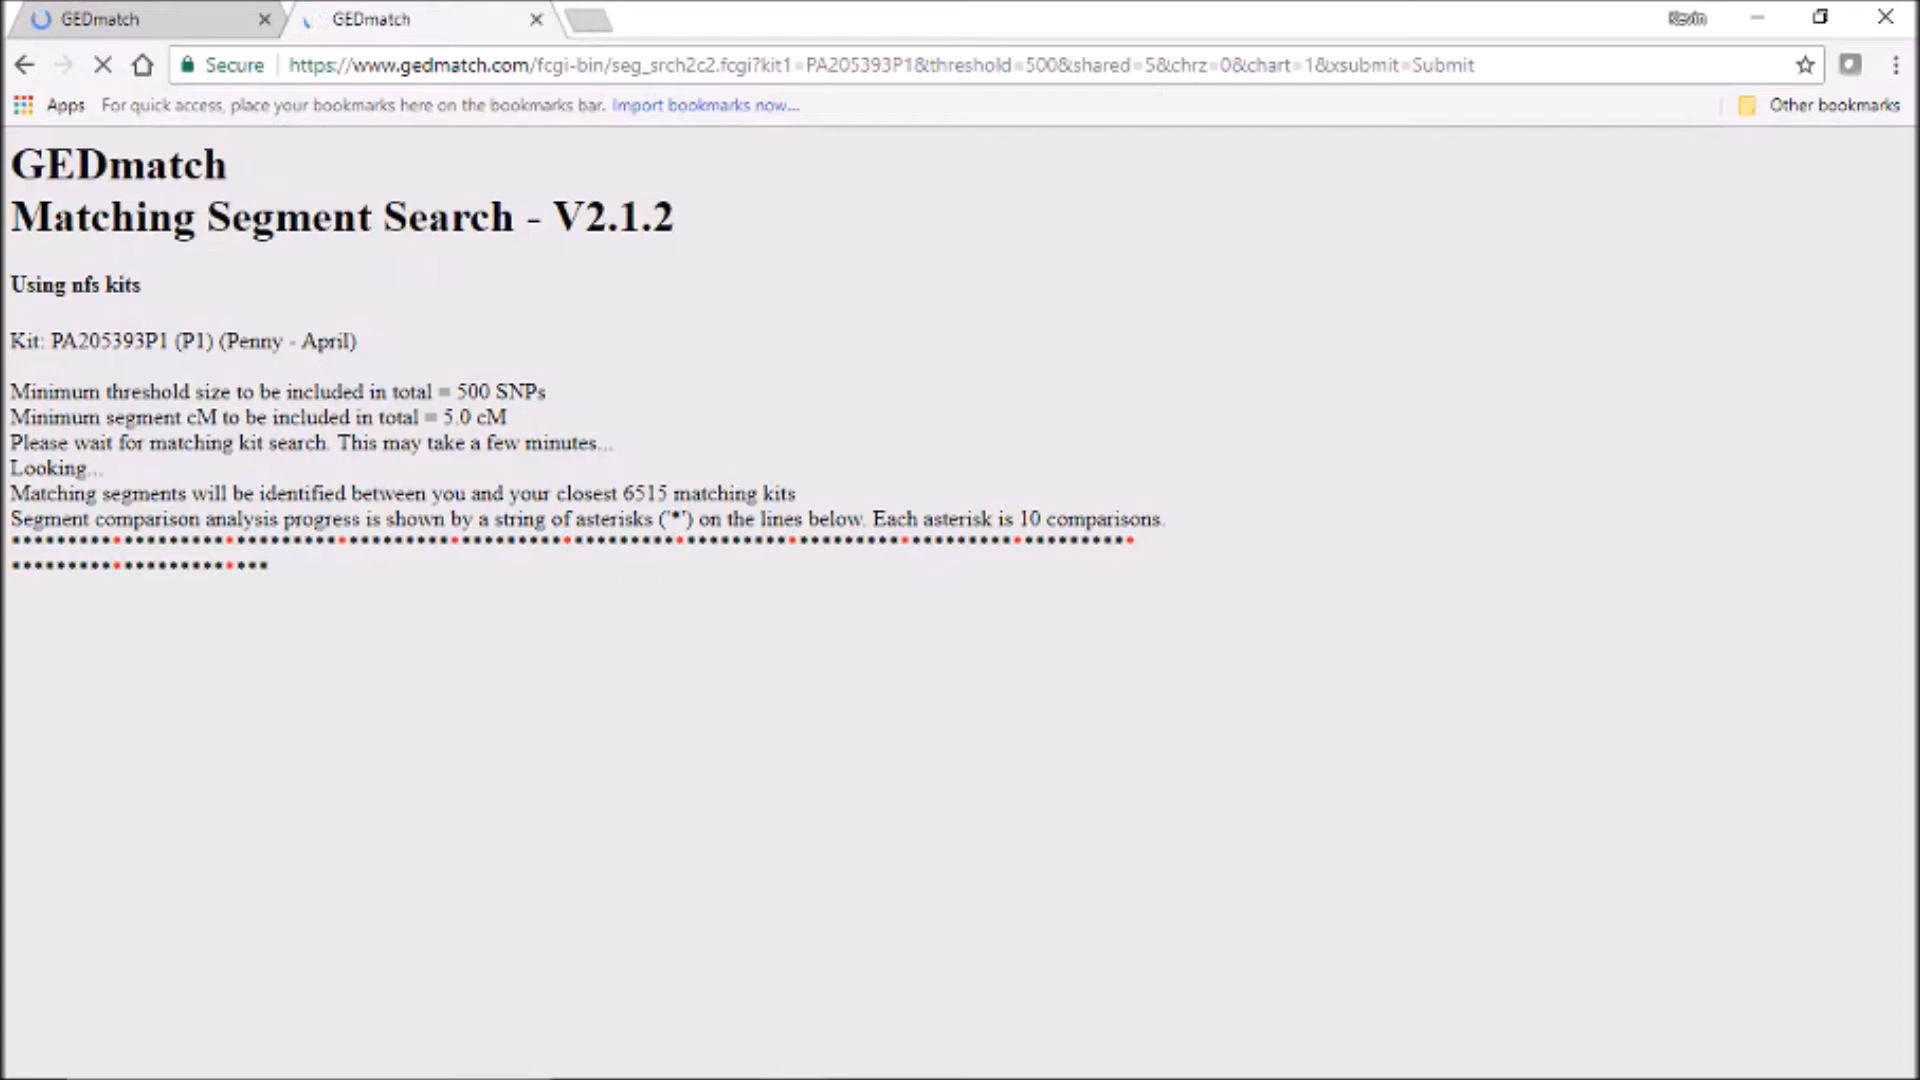 GEDmatch
GEDmatch
Kevin
Secure https://www.gedmatch.com/fcgi-bin/seg_srch2c2.fcgi?kit1=PA205393P1&threshold=500&shared=5&chrz=0&chart=1&xsubmit=Submit
Apps For quick access, place your bookmarks here on the bookmarks bar. Import bookmarks now... Other bookmarks
GEDmatch
Matching Segment Search - V2.1.2
Using nfs kits
Kit: PA205393P1 (P1) (Penny - April)
Minimum threshold size to be included in total = 500 SNPs
Minimum segment cM to be included in total = 5.0 cM
Please wait for matching kit search. This may take a few minutes...
Looking...
Matching segments will be identified between you and your closest 6515 matching kits
Segment comparison analysis progress is shown by a string of asterisks ('*') on the lines below. Each asterisk is 10 comparisons.
****************************************************************************************************
***********************